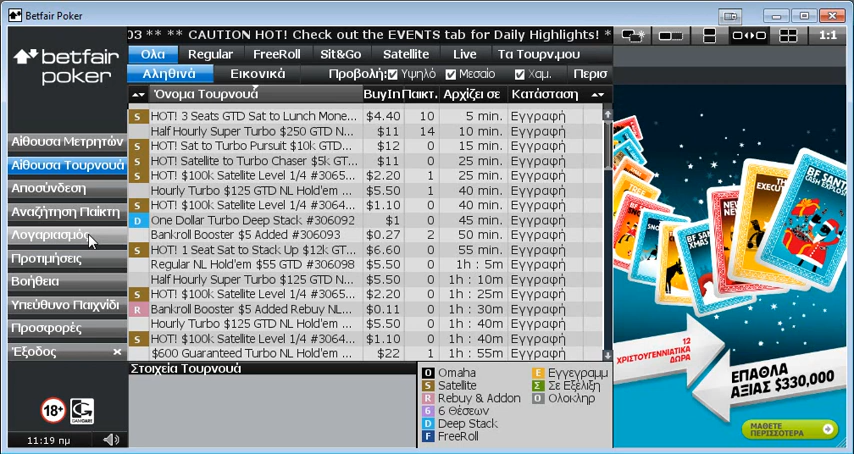 Betfair Poker
betfair
poker
03 ** ** CAUTION HOT! Check out the EVENTS tab for Daily Highlights! *
Ολα Regular FreeRoll Sit&Go Satellite Live Τα Τουρν.μου
1:1
Αληθινά Εικονικά Προβολή: Υψηλό Μεσαίο Χαμ. Περισ
Όνομα Τουρνουά BuyIn Παικτ. Αρχίζει σε Κατάσταση
S HOT! 3 Seats GTD Sat to Lunch Mone... $4.40 10 5 min. Εγγραφή
Half Hourly Super Turbo $250 GTD N... $11 14 10 min. Εγγραφή
S HOT! Sat to Turbo Pursuit $10k GTD... $12 0 15 min. Εγγραφή
S HOT! Satellite to Turbo Chaser $5k GT... $11 0 25 min. Εγγραφή
S HOT! $100k Satellite Level 1/4 #3065... $2.20 1 25 min. Εγγραφή
Hourly Turbo $125 GTD NL Hold'em ... $5.50 1 40 min. Εγγραφή
S HOT! $100k Satellite Level 1/4 #3064... $1.10 0 40 min. Εγγραφή
D One Dollar Turbo Deep Stack #306092 $1 0 45 min. Εγγραφή
Bankroll Booster $5 Added #306093 $0.27 2 50 min. Εγγραφή
S HOT! 1 Seat Sat to Stack Up $12k GT... $6.60 0 55 min. Εγγραφή
Regular NL Hold'em $55 GTD #306098 $5.50 0 1h : 5m Εγγραφή
Half Hourly Super Turbo $125 GTD N... $5.50 0 1h : 10m Εγγραφή
S HOT! $100k Satellite Level 1/4 #3065... $2.20 0 1h : 25m Εγγραφή
R Bankroll Booster $5 Added Rebuy NL... $0.11 0 1h : 30m Εγγραφή
Hourly Turbo $125 GTD NL Hold'em ... $5.50 0 1h : 40m Εγγραφή
S HOT! $100k Satellite Level 1/4 #3064... $1.10 0 1h : 40m Εγγραφή
$600 Guaranteed Turbo NL Hold'em ... $22 1 1h : 55m Εγγραφή
Αίθουσα Μετρητών
Αίθουσα Τουρνουά
Αποσύνδεση
Αναζήτηση Παίκτη
Λογαριασμός
Προτιμήσεις
Βοήθεια
Υπεύθυνο Παιχνίδι
Προσφορές
Έξοδος
18+
11:19 πμ
Στοιχεία Τουρνουά
O Omaha
S Satellite
R Rebuy & Addon
6 6 Θέσεων
D Deep Stack
F FreeRoll
E Εγγεγραμμ
Σ Σε Εξέλιξη
O Ολοκληρ
12
ΧΡΙΣΤΟΥΓΕΝΝΙΑΤΙΚΑ
ΔΩΡΑ
ΕΠΑΘΛΑ
ΑΞΙΑΣ $330,000
ΜΑΘΕΤΕ
ΠΕΡΙΣΣΟΤΕΡΑ